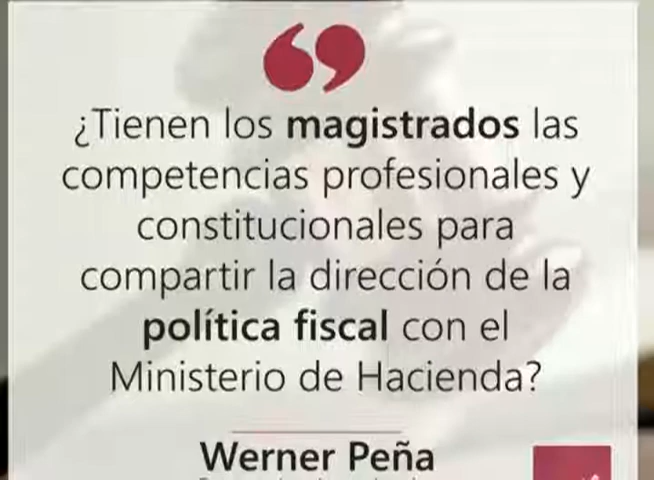 ¿Tienen los magistrados las
competencias profesionales y
constitucionales para
compartir la dirección de la
política fiscal con el
Ministerio de Hacienda?
Werner Peña